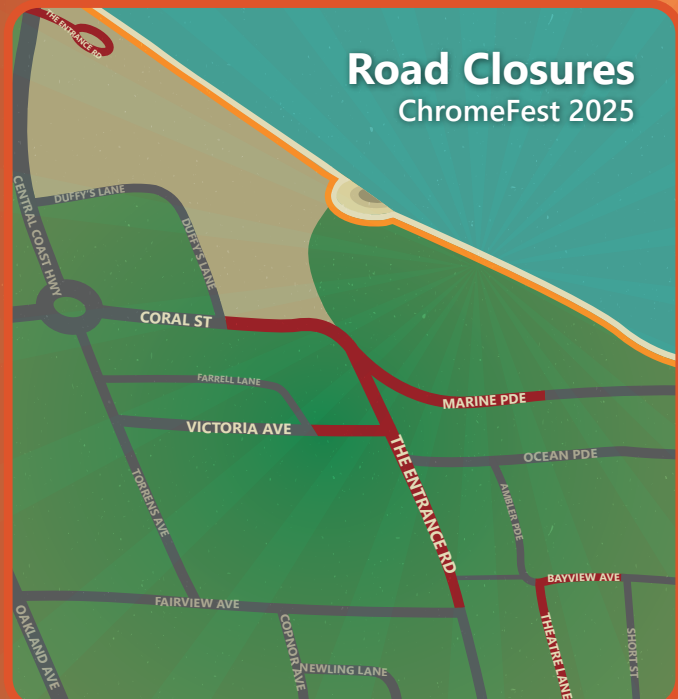 Road Closures
ChromeFest 2025
THE ENTRANCE RD
CENTRAL COAST HWY
DUFFY'S LANE
DUFFY'S LANE
CORAL ST
FARRELL LANE
MARINE PDE
VICTORIA AVE
THE ENTRANCE RD
OCEAN PDE
TORRENS AVE
AMBLER PDE
BAYVIEW AVE
FAIRVIEW AVE
OAKLAND AVE
COPNOR AVE
NEWLING LANE
THEATRE LANE
SHORT ST